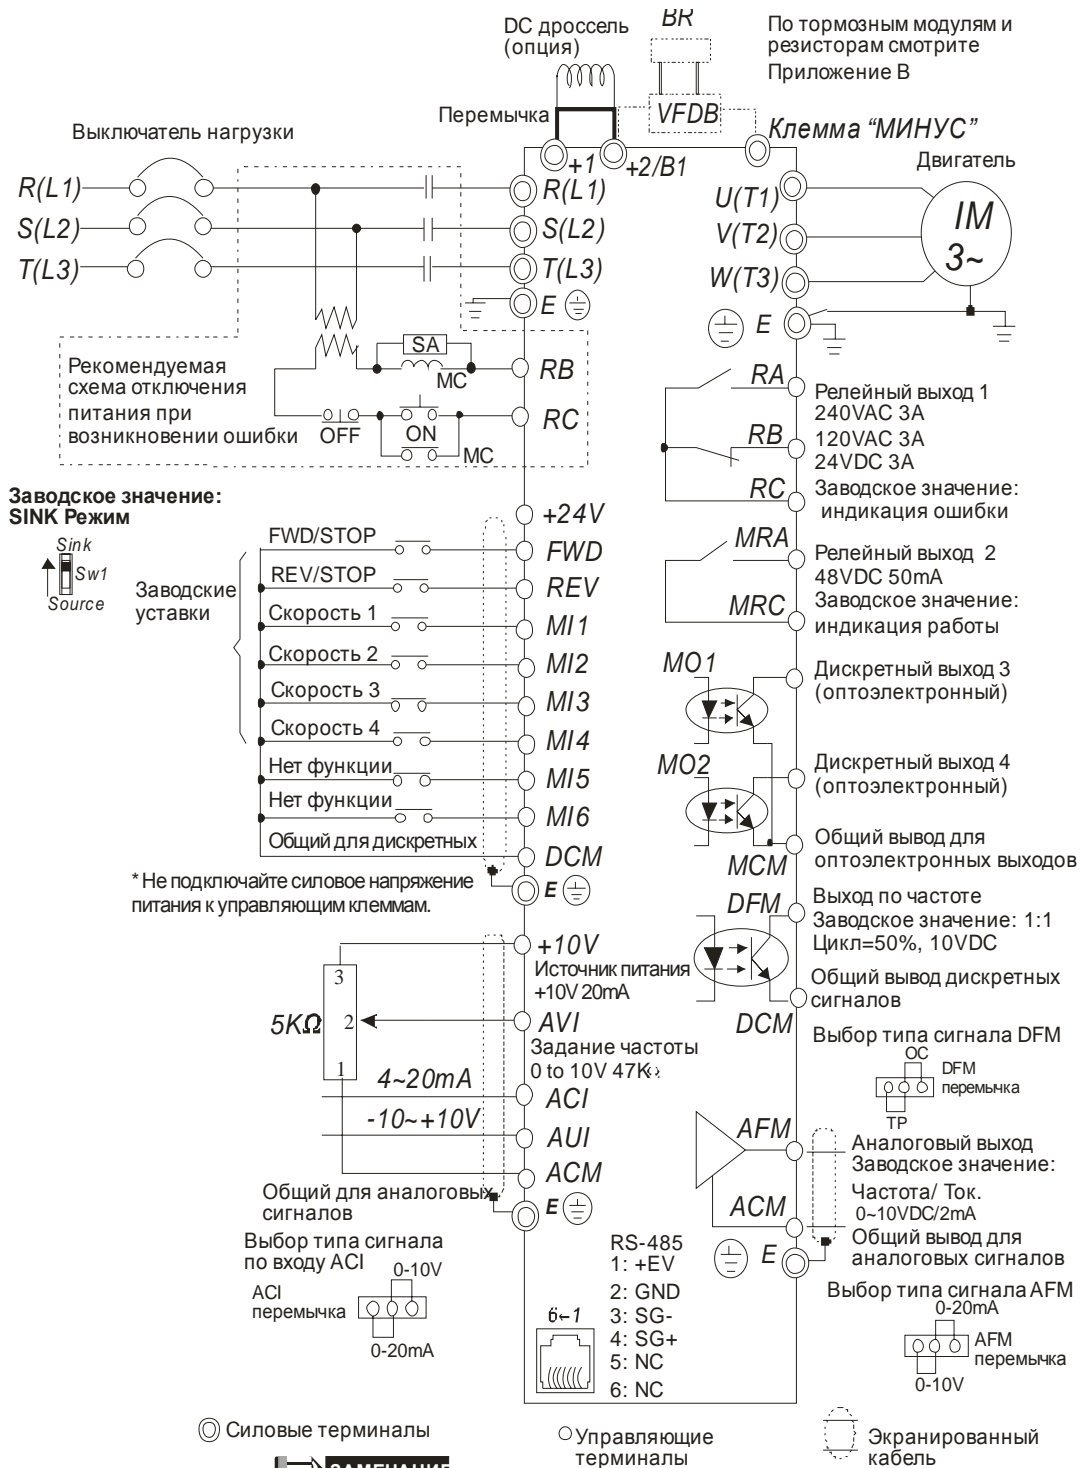 DC дроссель
(опция)
BR
По тормозным модулям и
резисторам смотрите
Приложение B
Перемычка
VFDB
Клемма “МИНУС”
Выключатель нагрузки
+1
+2/B1
Двигатель
R(L1)
R(L1)
U(T1)
IM
3~
S(L2)
S(L2)
V(T2)
T(L3)
T(L3)
W(T3)
E
E
Рекомендуемая
схема отключения
питания при
возникновении ошибки
SA
MC
RB
OFF
ON
MC
RC
RA
RB
RC
Релейный выход 1
240VAC 3A
120VAC 3A
24VDC 3A
Заводское значение:
индикация ошибки
Заводское значение:
SINK Режим
Sink
Sw1
Source
Заводские
уставки
+24V
FWD/STOP
FWD
REV/STOP
REV
Скорость 1
MI1
Скорость 2
MI2
Скорость 3
MI3
Скорость 4
MI4
Нет функции
MI5
Нет функции
MI6
Общий для дискретных
DCM
E
* Не подключайте силовое напряжение
питания к управляющим клеммам.
MRA
MRC
Релейный выход 2
48VDC 50mA
Заводское значение:
индикация работы
MO1
Дискретный выход 3
(оптоэлектронный)
MO2
Дискретный выход 4
(оптоэлектронный)
MCM
Общий вывод для
оптоэлектронных выходов
DFM
Выход по частоте
Заводское значение: 1:1
Цикл=50%, 10VDC
DCM
Общий вывод дискретных
сигналов
+10V
Источник питания
+10V 20mA
3
5KΩ
2
1
AVI
Задание частоты
0 to 10V 47K
4~20mA
ACI
-10~+10V
AUI
ACM
Общий для аналоговых
сигналов
E
Выбор типа сигнала DFM
OC
DFM
перемычка
TP
AFM
ACM
E
Аналоговый выход
Заводское значение:
Частота/ Ток.
0~10VDC/2mA
Общий вывод для
аналоговых сигналов
Выбор типа сигнала
по входу ACI
0-10V
ACI
перемычка
0-20mA
RS-485
1: +EV
2: GND
3: SG-
4: SG+
5: NC
6: NC
6←1
Выбор типа сигнала AFM
0-20mA
AFM
перемычка
0-10V
Силовые терминалы
Управляющие
терминалы
Экранированный
кабель
ЗАМЕЧАНИЕ